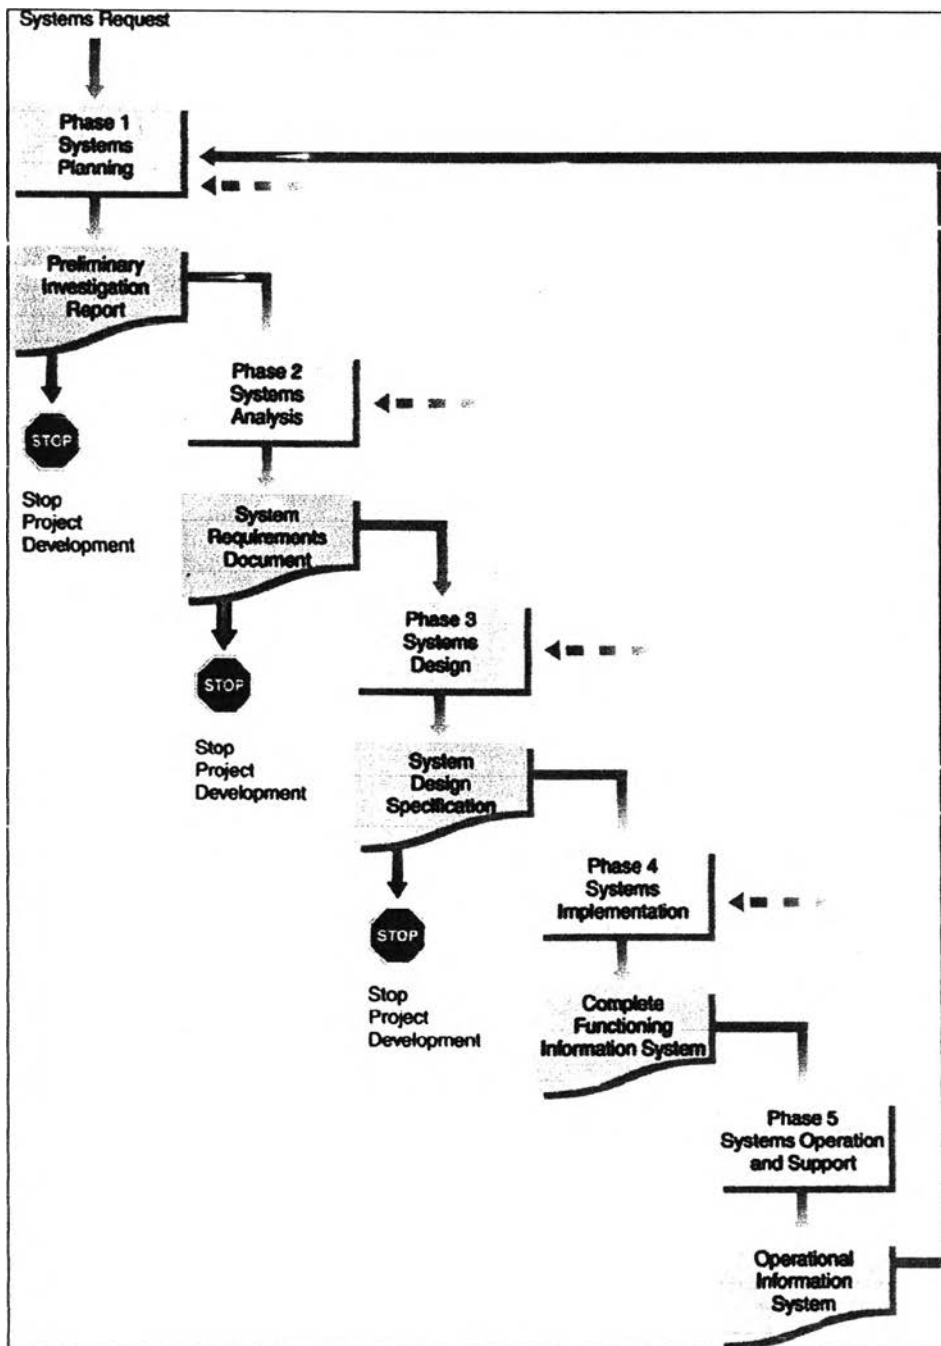 Systems Request
Phase 1
Systems
Planning
Preliminary
Investigation
Report
STOP
Stop
Project
Development
Phase 2
Systems
Analysis
System
Requirements
Document
STOP
Stop
Project
Development
Phase 3
Systems
Design
System
Design
Specification
STOP
Stop
Project
Development
Phase 4
Systems
Implementation
Complete
Functioning
Information System
Phase 5
Systems Operation
and Support
Operational
Information
System